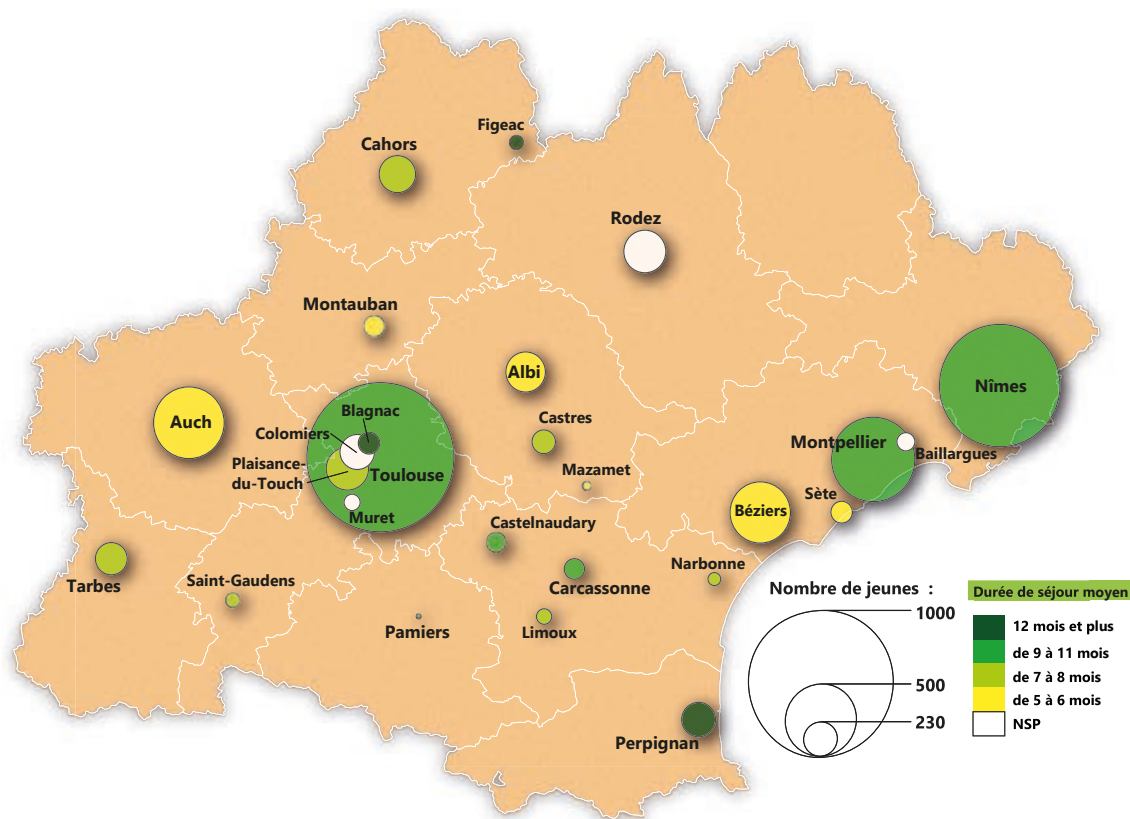 Figeac
Cahors
Rodez
Montauban
Albi
Nîmes
Auch
Blagnac
Castres
Colomiers
Montpellier
Baillargues
Plaisance-
du-Touch
Toulouse
Mazamet
Sète
Béziers
Muret
Castelnaudary
Narbonne
Tarbes
Saint-Gaudens
Carcassonne
Pamiers
Limoux
Perpignan
Nombre de jeunes :
1000
500
230
Durée de séjour moyen
12 mois et plus
de 9 à 11 mois
de 7 à 8 mois
de 5 à 6 mois
NSP